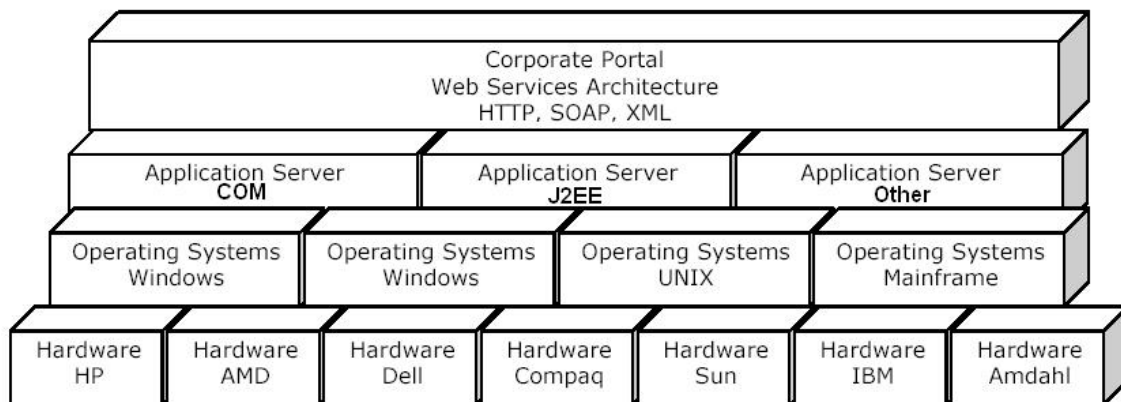 Corporate Portal
Web Services Architecture
HTTP, SOAP, XML
Application Server
COM
Application Server
J2EE
Application Server
Other
Operating Systems
Windows
Operating Systems
Windows
Operating Systems
UNIX
Operating Systems
Mainframe
Hardware
HP
Hardware
AMD
Hardware
Dell
Hardware
Compaq
Hardware
Sun
Hardware
IBM
Hardware
Amdahl